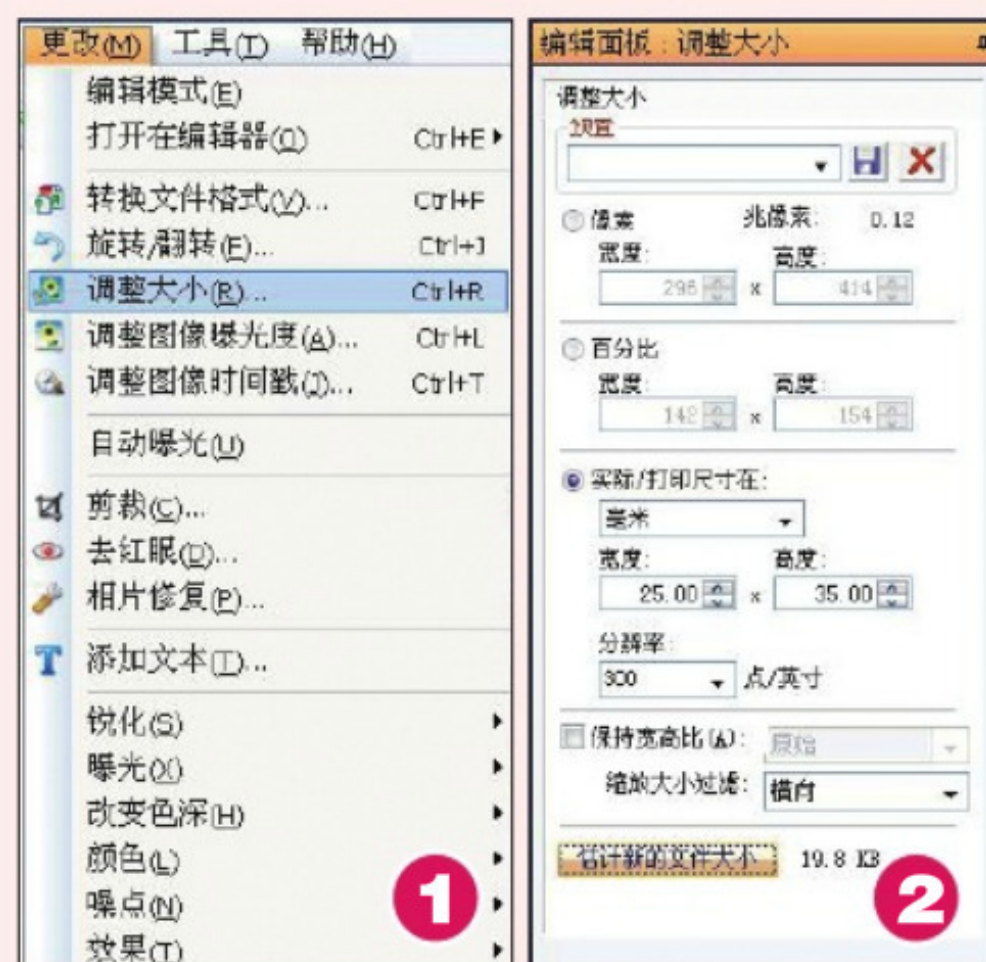 更改(M) 工具(T) 帮助(H)
编辑模式(E)
打开在编辑器(O) Ctrl+E
转换文件格式(V)... Ctrl+F
旋转/翻转(E)... Ctrl+J
调整大小(R)... Ctrl+R
调整图像曝光度(A)... Ctrl+L
调整图像时间戳(J)... Ctrl+T
自动曝光(U)
剪裁(C)...
去红眼(D)...
相片修复(P)...
添加文本(T)...
锐化(S)
曝光(X)
改变色深(H)
颜色(L)
噪点(N)
效果(T)
1
编辑面板:调整大小
调整大小
预置
像素 兆像素: 0.12
宽度: 高度:
295 x 414
百分比
宽度: 高度:
142 x 154
实际/打印尺寸在:
毫米
宽度: 高度:
25.00 x 35.00
分辨率:
300 点/英寸
保持宽高比(A): 原始
缩放大小过滤: 横向
估计新的文件大小 19.8 KB
2